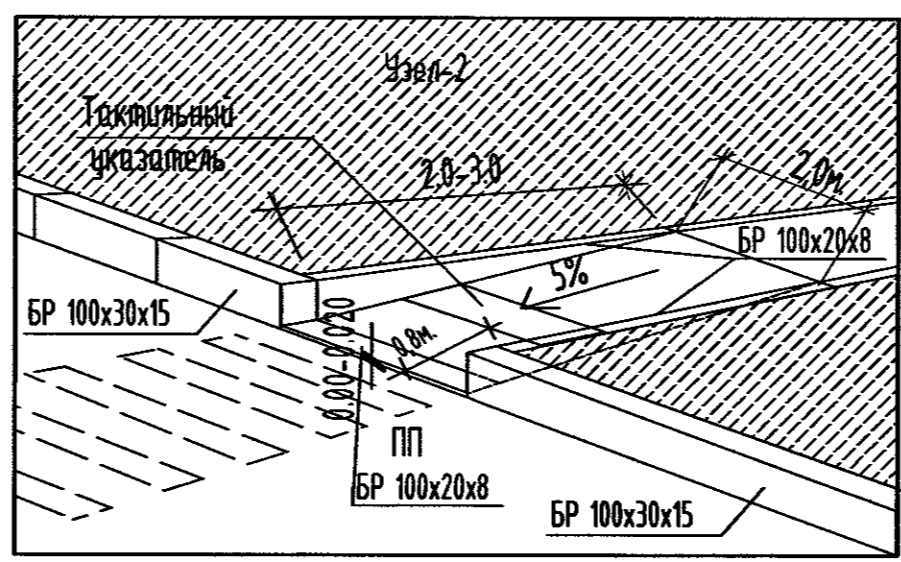 Узел-2
Тактильный
указатель
2.0-3.0
2,0м.
БР 100х20х8
5%
БР 100х30х15
0.00-0.020
0,8м.
ПП
БР 100х20х8
БР 100х30х15